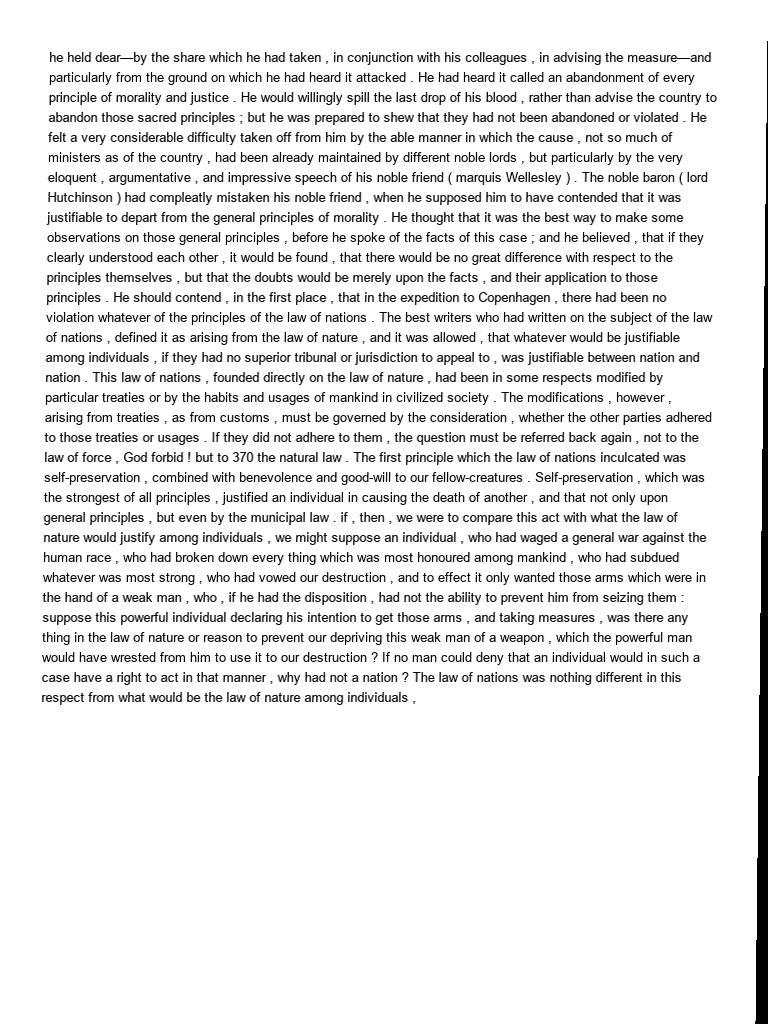 he held dear—by the share which he had taken , in conjunction with his colleagues , in advising the measure—and
particularly from the ground on which he had heard it attacked . He had heard it called an abandonment of every
principle of morality and justice . He would willingly spill the last drop of his blood , rather than advise the country to
abandon those sacred principles ; but he was prepared to shew that they had not been abandoned or violated . He
felt a very considerable difficulty taken off from him by the able manner in which the cause , not so much of
ministers as of the country , had been already maintained by different noble lords , but particularly by the very
eloquent , argumentative , and impressive speech of his noble friend ( marquis Wellesley ) . The noble baron ( lord
Hutchinson ) had compleatly mistaken his noble friend , when he supposed him to have contended that it was
justifiable to depart from the general principles of morality . He thought that it was the best way to make some
observations on those general principles , before he spoke of the facts of this case ; and he believed , that if they
clearly understood each other , it would be found , that there would be no great difference with respect to the
principles themselves , but that the doubts would be merely upon the facts , and their application to those
principles . He should contend , in the first place , that in the expedition to Copenhagen , there had been no
violation whatever of the principles of the law of nations . The best writers who had written on the subject of the law
of nations , defined it as arising from the law of nature , and it was allowed , that whatever would be justifiable
among individuals , if they had no superior tribunal or jurisdiction to appeal to , was justifiable between nation and
nation . This law of nations , founded directly on the law of nature , had been in some respects modified by
particular treaties or by the habits and usages of mankind in civilized society . The modifications , however ,
arising from treaties , as from customs , must be governed by the consideration , whether the other parties adhered
to those treaties or usages . If they did not adhere to them , the question must be referred back again , not to the
law of force , God forbid ! but to 370 the natural law . The first principle which the law of nations inculcated was
self-preservation , combined with benevolence and good-will to our fellow-creatures . Self-preservation , which was
the strongest of all principles , justified an individual in causing the death of another , and that not only upon
general principles , but even by the municipal law . if , then , we were to compare this act with what the law of
nature would justify among individuals , we might suppose an individual , who had waged a general war against the
human race , who had broken down every thing which was most honoured among mankind , who had subdued
whatever was most strong , who had vowed our destruction , and to effect it only wanted those arms which were in
the hand of a weak man , who , if he had the disposition , had not the ability to prevent him from seizing them :
suppose this powerful individual declaring his intention to get those arms , and taking measures , was there any
thing in the law of nature or reason to prevent our depriving this weak man of a weapon , which the powerful man
would have wrested from him to use it to our destruction ? If no man could deny that an individual would in such a
case have a right to act in that manner , why had not a nation ? The law of nations was nothing different in this
respect from what would be the law of nature among individuals ,